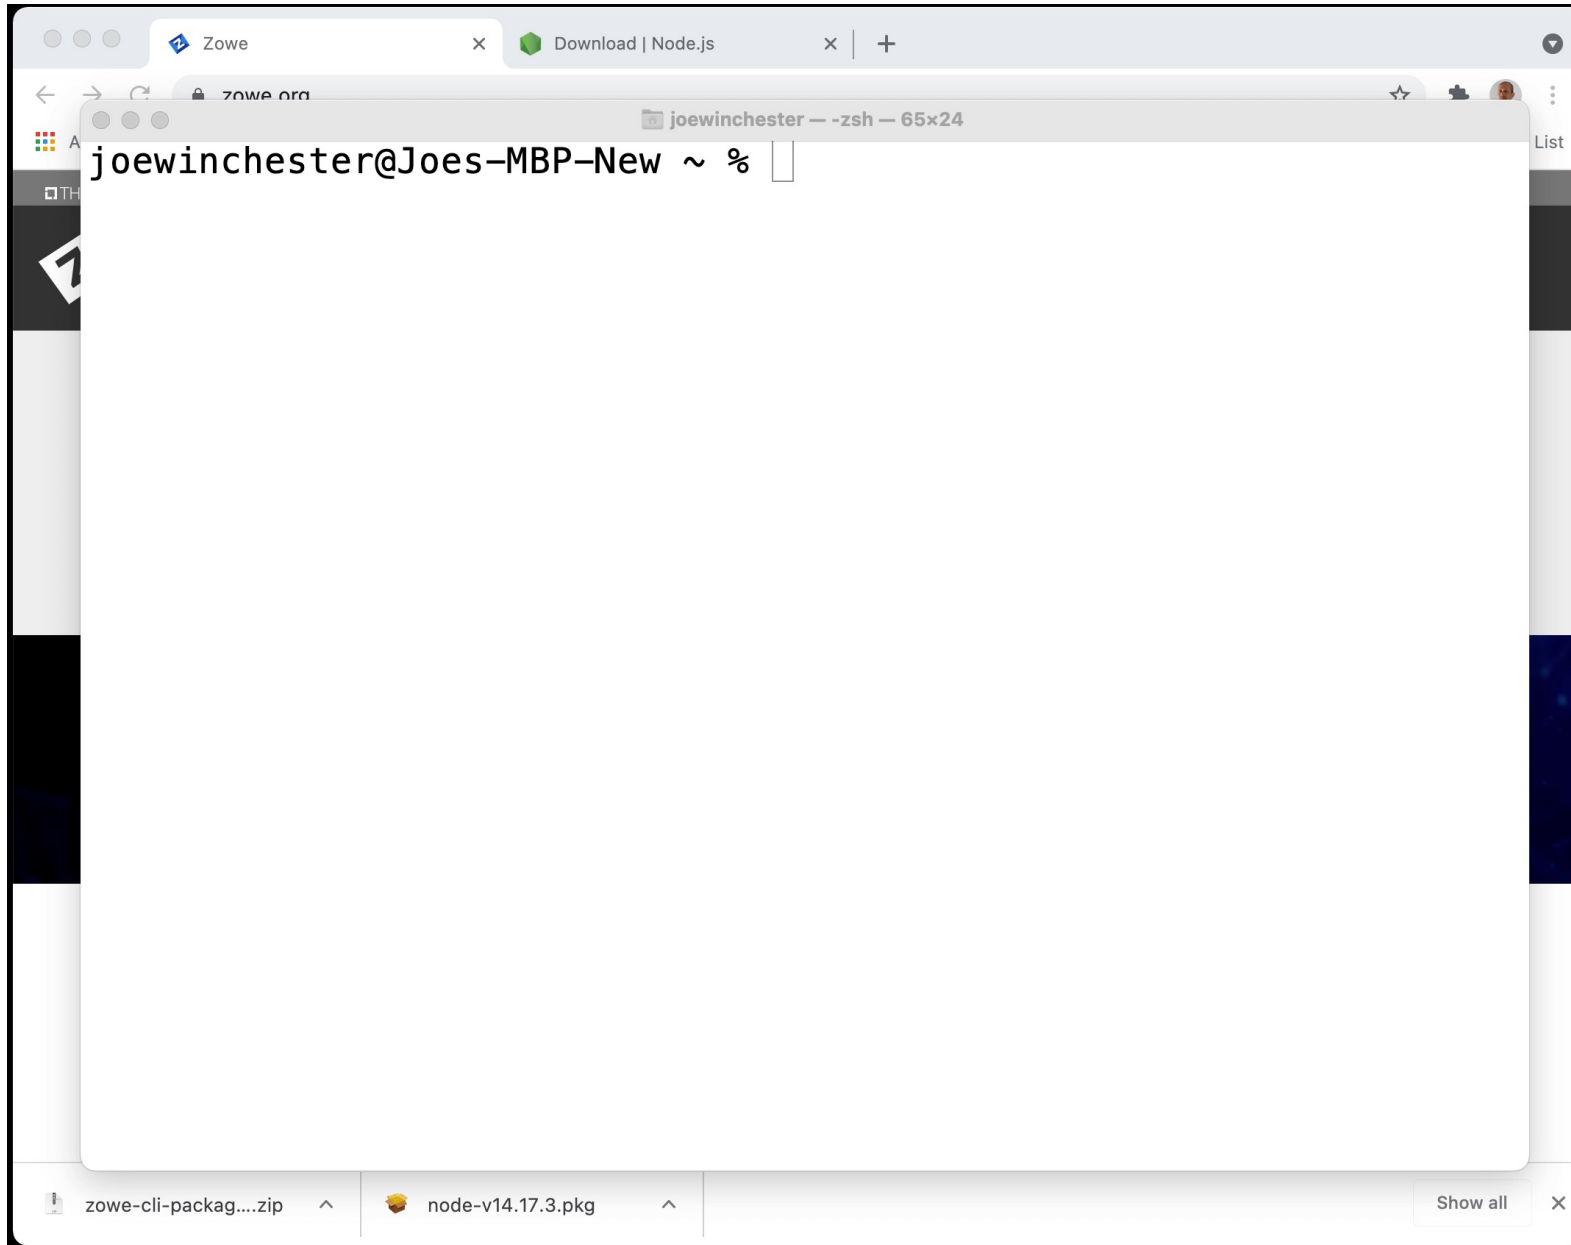 Zowe
Download | Node.js
zowe.org
joewinchester — -zsh — 65×24
A
List
joewinchester@Joes-MBP-New ~ %
TH
zowe-cli-packag....zip
node-v14.17.3.pkg
Show all